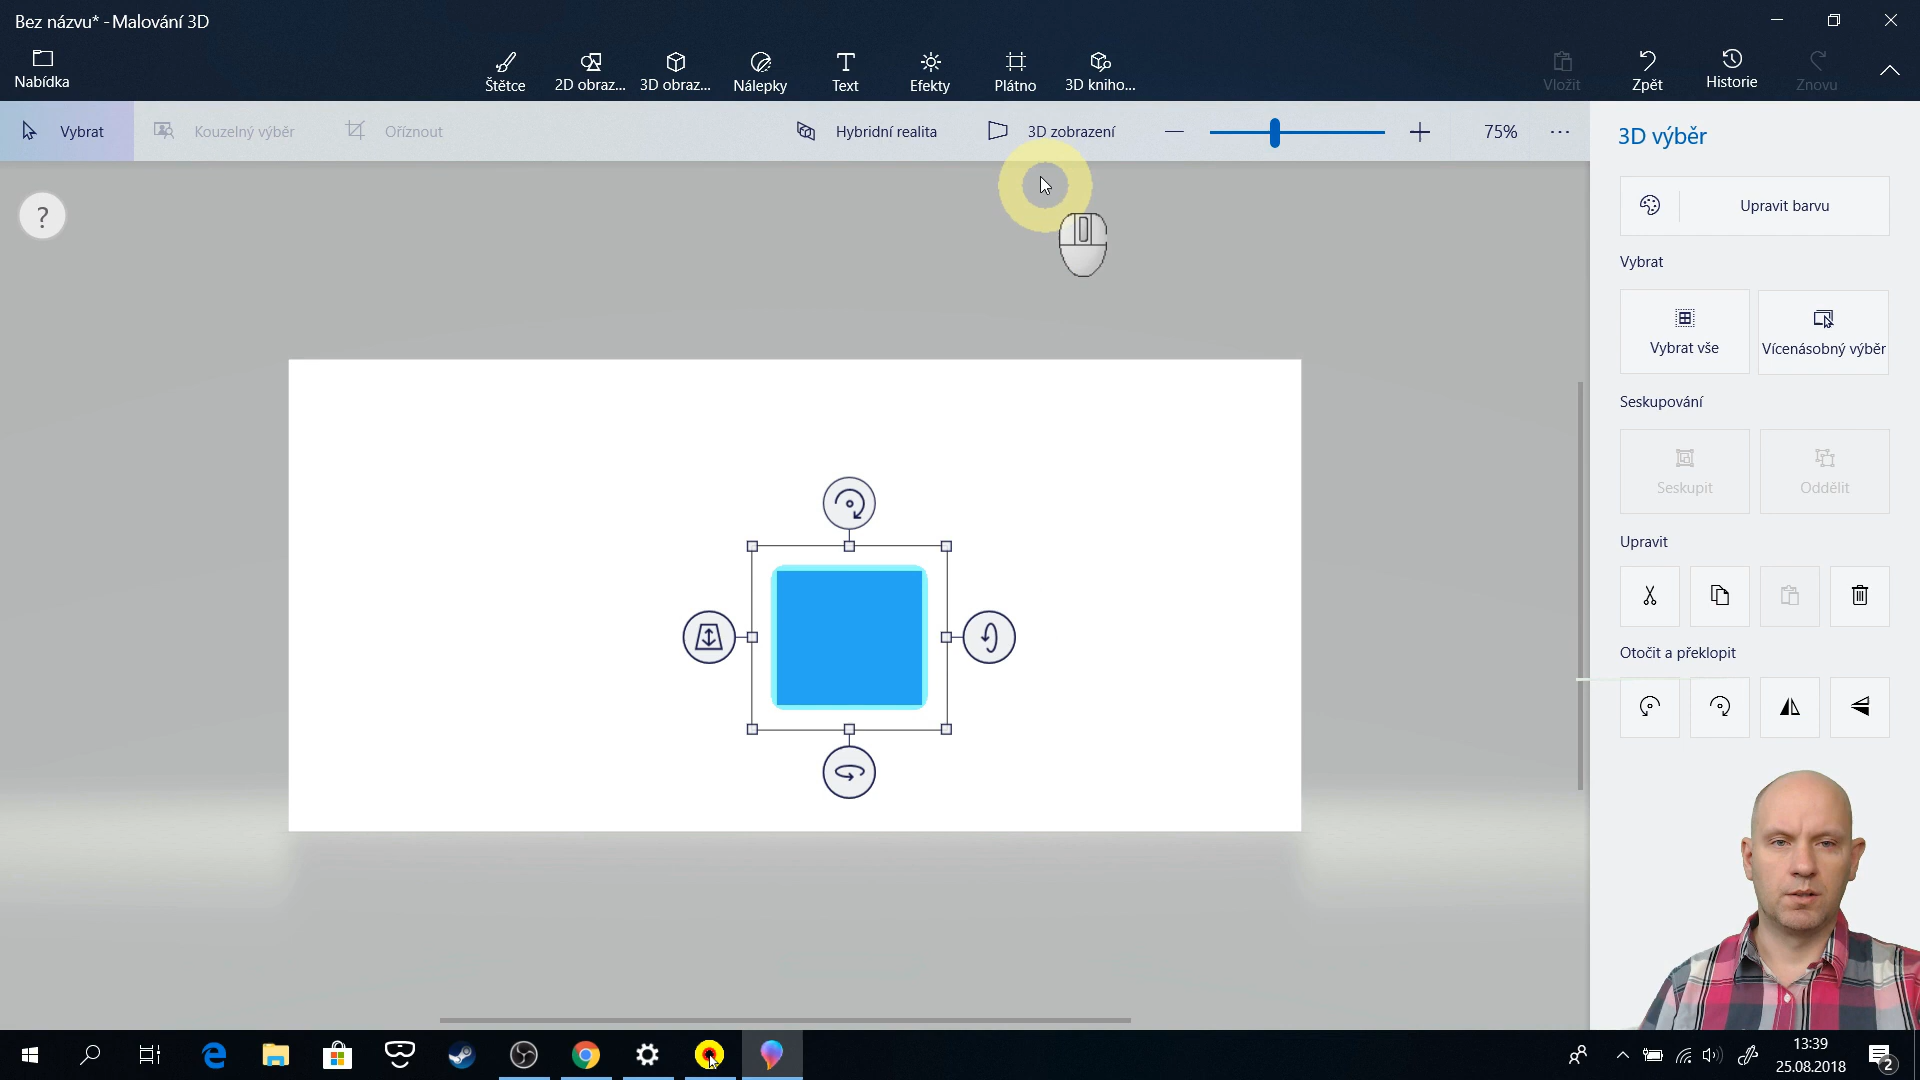 Bez názvu* - Malování 3D
Nabídka
Štětce
2D obraz...
3D obraz...
Nálepky
Text
Efekty
Plátno
3D kniho...
Vložit
Zpět
Historie
Znovu
Vybrat
Kouzelný výběr
Oříznout
Hybridní realita
3D zobrazení
75%
...
3D výběr
?
Upravit barvu
Vybrat
Vybrat vše
Vícenásobný výběr
Seskupování
Seskupit
Oddělit
Upravit
Otočit a překlopit
13:39
25.08.2018
2